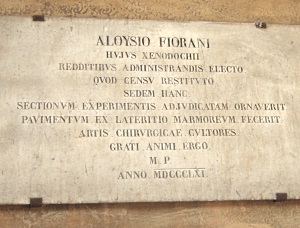 ALOYSIO FIORANI
HVJVS XENODOCHII
REDDITIBVS ADMINISTRANDIS ELECTO
QVOD CENSV RESTITVTO
SEDEM HANC
SECTIONVM EXPERIMENTIS ADJVDICATAM ORNAVERIT
PAVIMENTVM EX LATERITIO MARMOREVM FECERIT
ARTIS CHIRVRGICAE CVLTORES
GRATI ANIMI ERGO
M. P.
ANNO MDCCCLXI.